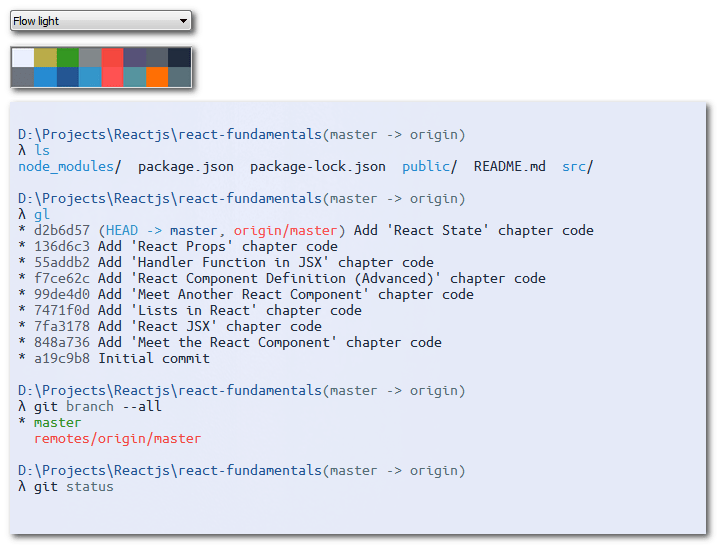 Flow light
D:\Projects\Reactjs\react-fundamentals(master -> origin)
λ ls
node_modules/  package.json  package-lock.json  public/  README.md  src/
D:\Projects\Reactjs\react-fundamentals(master -> origin)
λ gl
* d2b6d57 (HEAD -> master, origin/master) Add 'React State' chapter code
* 136d6c3 Add 'React Props' chapter code
* 55addb2 Add 'Handler Function in JSX' chapter code
* f7ce62c Add 'React Component Definition (Advanced)' chapter code
* 99de4d0 Add 'Meet Another React Component' chapter code
* 7471f0d Add 'Lists in React' chapter code
* 7fa3178 Add 'React JSX' chapter code
* 848a736 Add 'Meet the React Component' chapter code
* a19c9b8 Initial commit
D:\Projects\Reactjs\react-fundamentals(master -> origin)
λ git branch --all
* master
  remotes/origin/master
D:\Projects\Reactjs\react-fundamentals(master -> origin)
λ git status